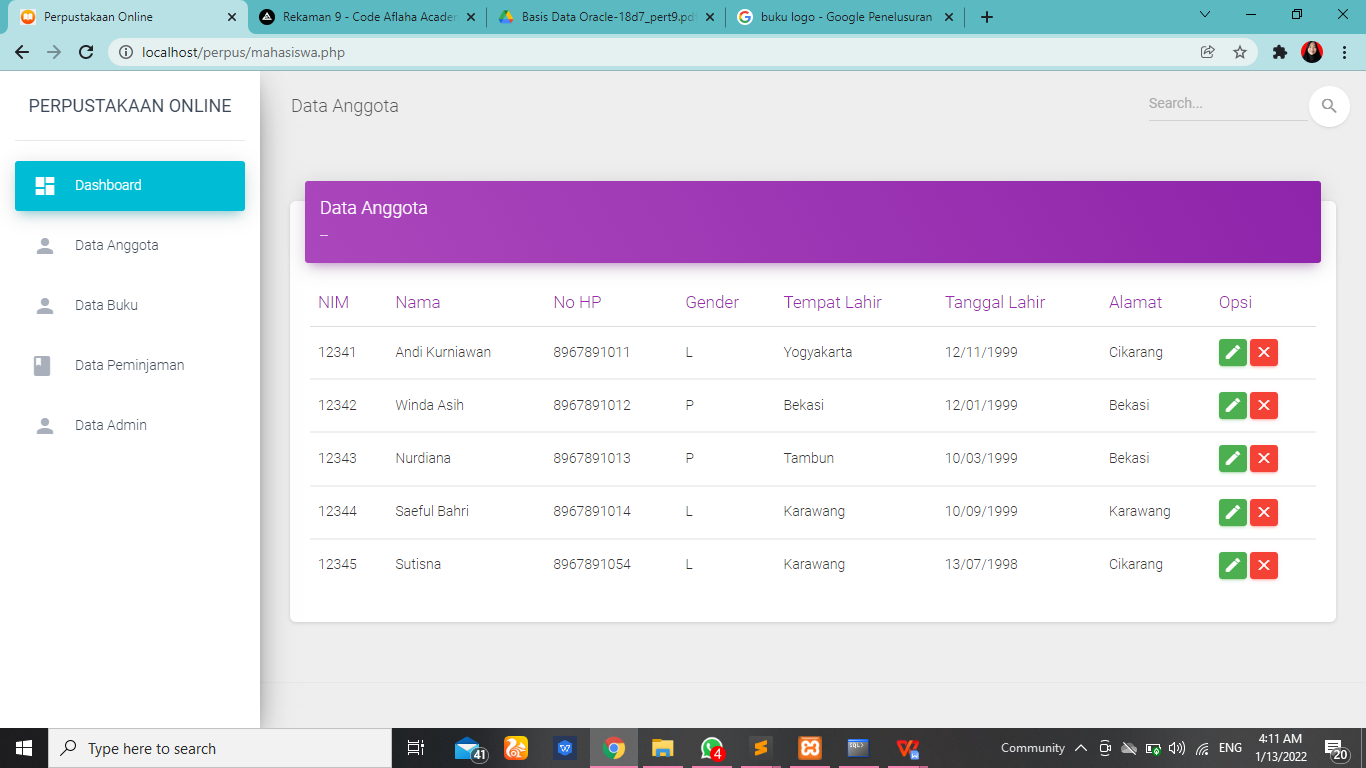 Perpustakaan Online
Rekaman 9 - Code Aflaha Acader
Basis Data Oracle-18d7_pert9.pd
buku logo - Google Penelusuran
localhost/perpus/mahasiswa.php
PERPUSTAKAAN ONLINE
Dashboard
Data Anggota
Data Buku
Data Peminjaman
Data Admin
Data Anggota
Search...
Data Anggota
--
NIM Nama No HP Gender Tempat Lahir Tanggal Lahir Alamat Opsi
12341 Andi Kurniawan 8967891011 L Yogyakarta 12/11/1999 Cikarang
12342 Winda Asih 8967891012 P Bekasi 12/01/1999 Bekasi
12343 Nurdiana 8967891013 P Tambun 10/03/1999 Bekasi
12344 Saeful Bahri 8967891014 L Karawang 10/09/1999 Karawang
12345 Sutisna 8967891054 L Karawang 13/07/1998 Cikarang
Type here to search
41
W
4
SQL>
Community
ENG
4:11 AM
1/13/2022
20